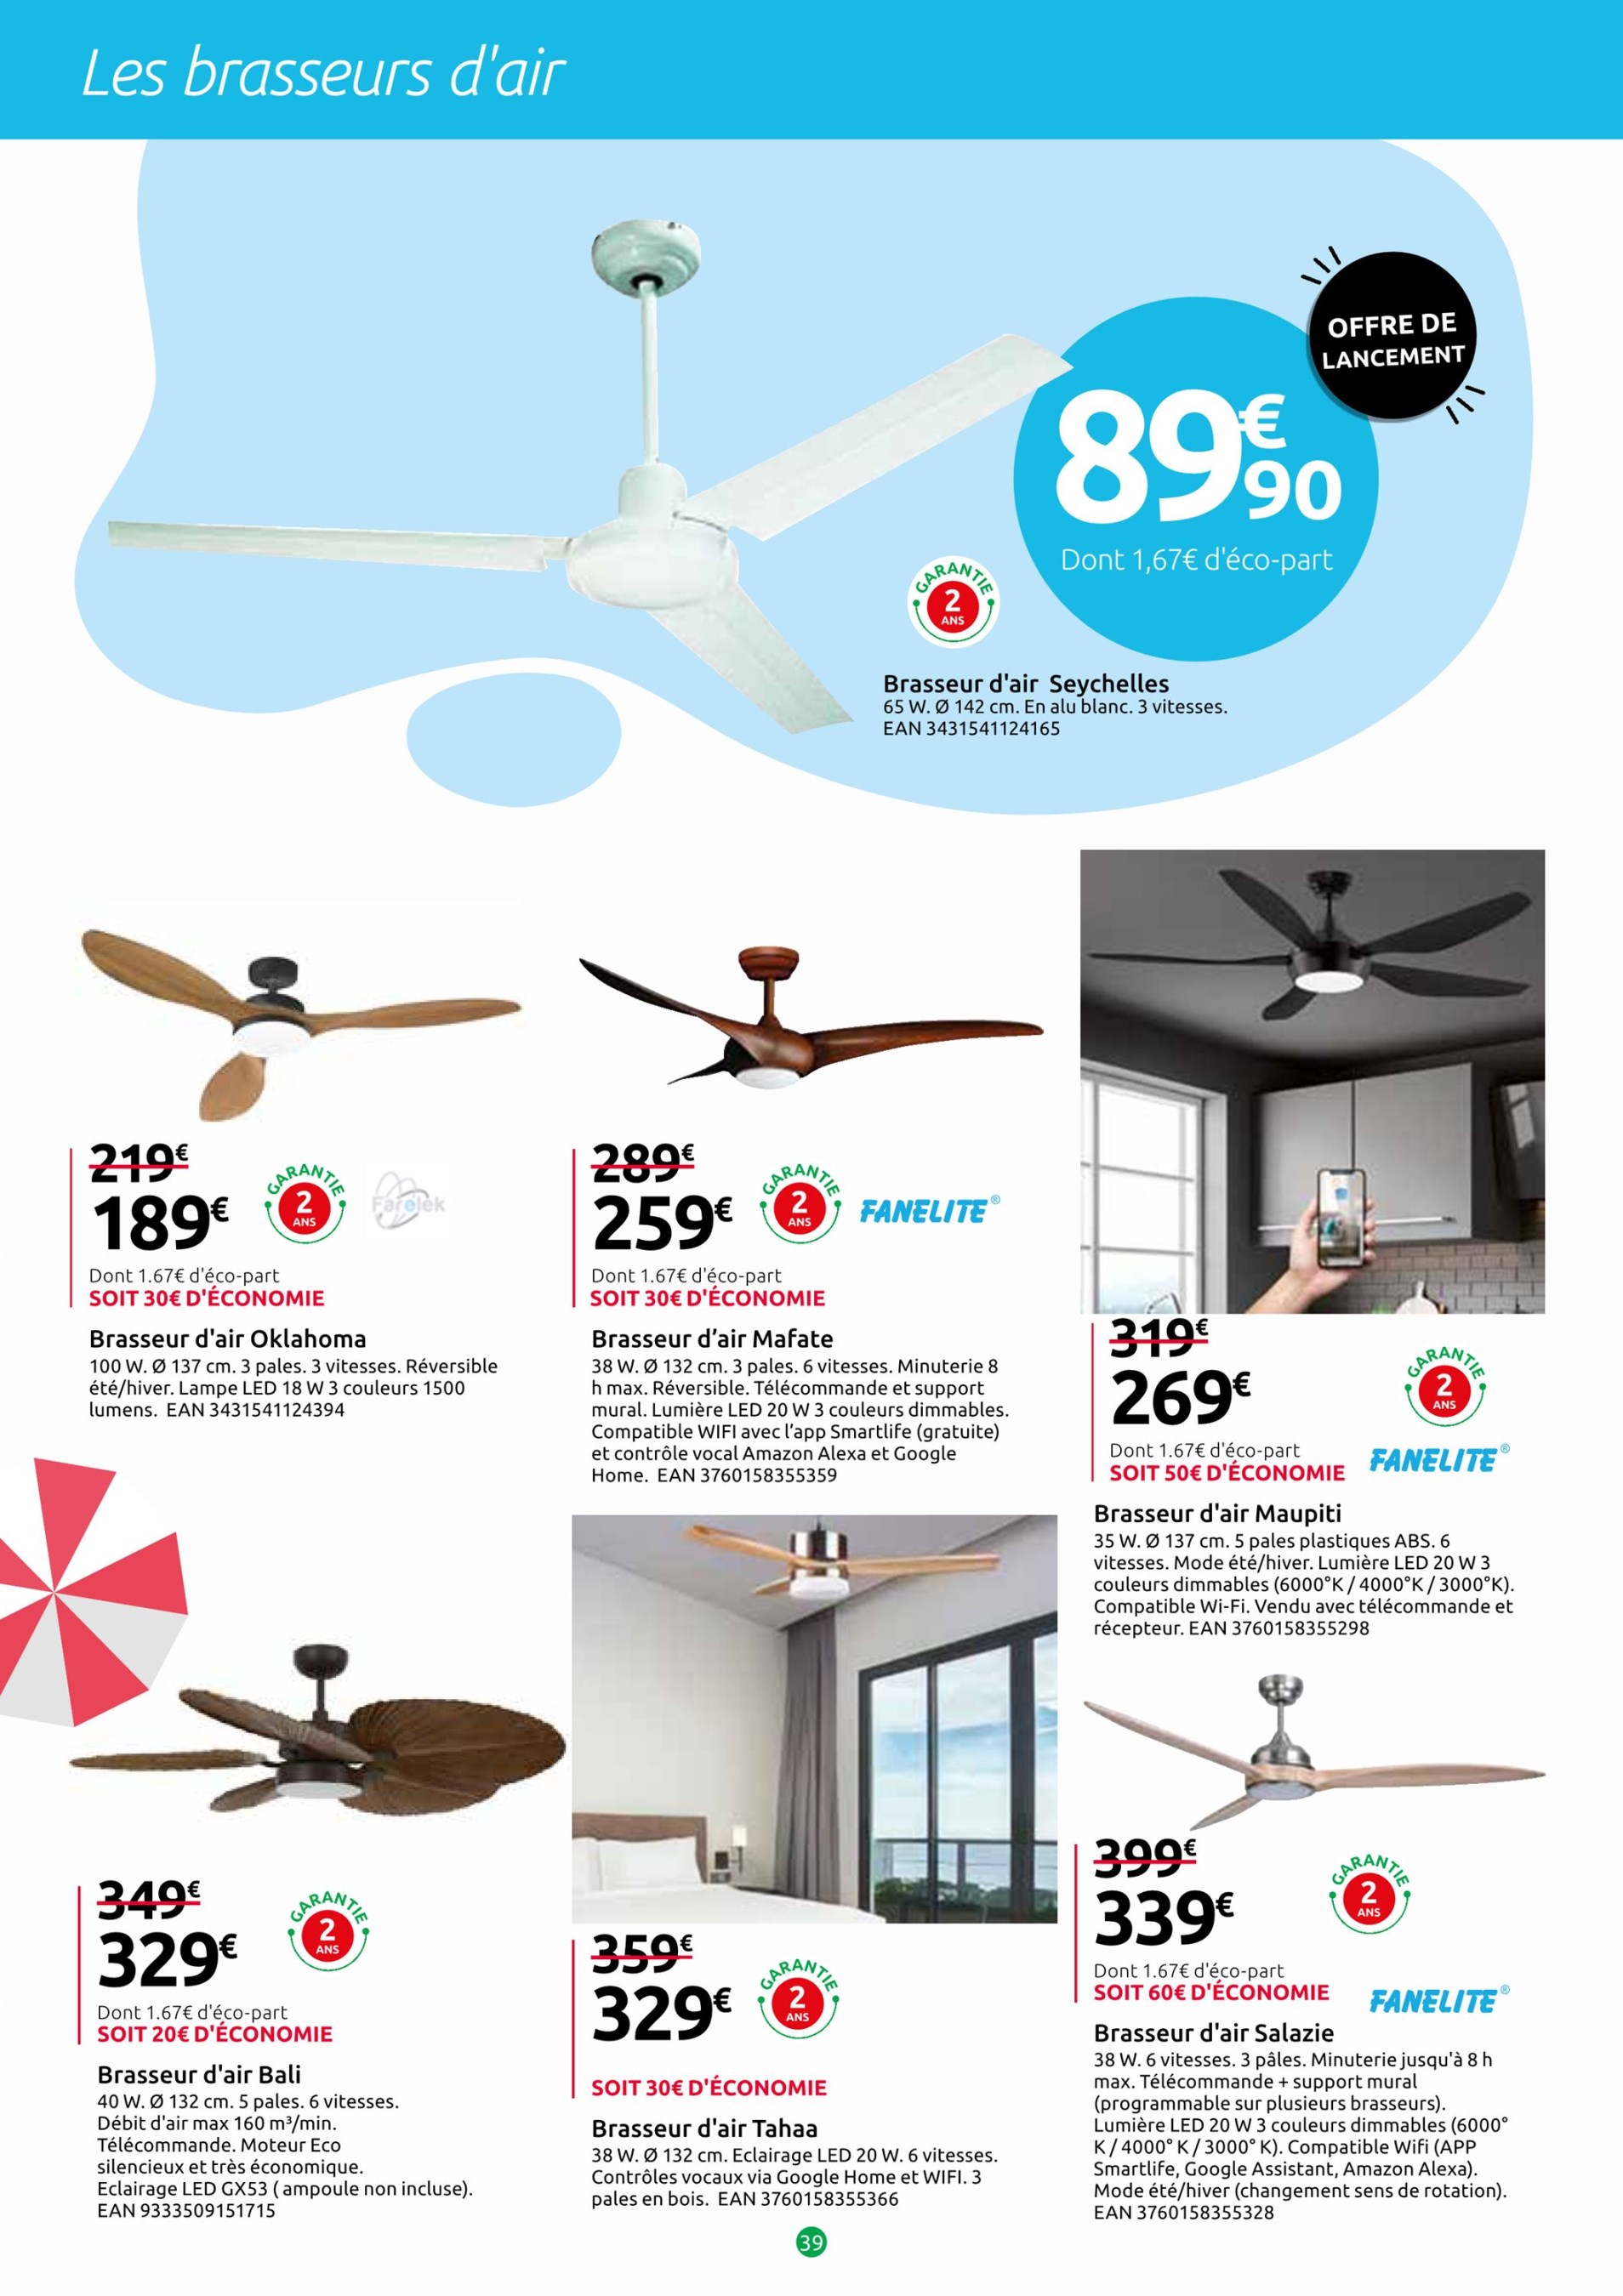 Les brasseurs d'air
OFFRE DE
LANCEMENT
89€90
Dont 1,67€ d'éco-part
GARANTIE
2
ANS
Brasseur d'air Seychelles
65 W. Ø 142 cm. En alu blanc. 3 vitesses.
EAN 3431541124165
219€
189€
GARANTIE
2
ANS
Farelek
Dont 1.67€ d'éco-part
SOIT 30€ D'ÉCONOMIE
Brasseur d'air Oklahoma
100 W. Ø 137 cm. 3 pales. 3 vitesses. Réversible
été/hiver. Lampe LED 18 W 3 couleurs 1500
lumens. EAN 3431541124394
289€
259€
GARANTIE
2
ANS
FANELITE®
Dont 1.67€ d'éco-part
SOIT 30€ D'ÉCONOMIE
Brasseur d’air Mafate
38 W. Ø 132 cm. 3 pales. 6 vitesses. Minuterie 8
h max. Réversible. Télécommande et support
mural. Lumière LED 20 W 3 couleurs dimmables.
Compatible WIFI avec l’app Smartlife (gratuite)
et contrôle vocal Amazon Alexa et Google
Home. EAN 3760158355359
319€
269€
GARANTIE
2
ANS
Dont 1.67€ d'éco-part
SOIT 50€ D'ÉCONOMIE
FANELITE®
Brasseur d'air Maupiti
35 W. Ø 137 cm. 5 pales plastiques ABS. 6
vitesses. Mode été/hiver. Lumière LED 20 W 3
couleurs dimmables (6000°K / 4000°K / 3000°K).
Compatible Wi-Fi. Vendu avec télécommande et
récepteur. EAN 3760158355298
349€
329€
GARANTIE
2
ANS
Dont 1.67€ d'éco-part
SOIT 20€ D'ÉCONOMIE
Brasseur d'air Bali
40 W. Ø 132 cm. 5 pales. 6 vitesses.
Débit d'air max 160 m³/min.
Télécommande. Moteur Eco
silencieux et très économique.
Eclairage LED GX53 ( ampoule non incluse).
EAN 9333509151715
359€
329€
GARANTIE
2
ANS
SOIT 30€ D'ÉCONOMIE
Brasseur d'air Tahaa
38 W. Ø 132 cm. Eclairage LED 20 W. 6 vitesses.
Contrôles vocaux via Google Home et WIFI. 3
pales en bois. EAN 3760158355366
399€
339€
GARANTIE
2
ANS
Dont 1.67€ d'éco-part
SOIT 60€ D'ÉCONOMIE
FANELITE®
Brasseur d'air Salazie
38 W. 6 vitesses. 3 pâles. Minuterie jusqu'à 8 h
max. Télécommande + support mural
(programmable sur plusieurs brasseurs).
Lumière LED 20 W 3 couleurs dimmables (6000°
K / 4000° K / 3000° K). Compatible Wifi (APP
Smartlife, Google Assistant, Amazon Alexa).
Mode été/hiver (changement sens de rotation).
EAN 3760158355328
39